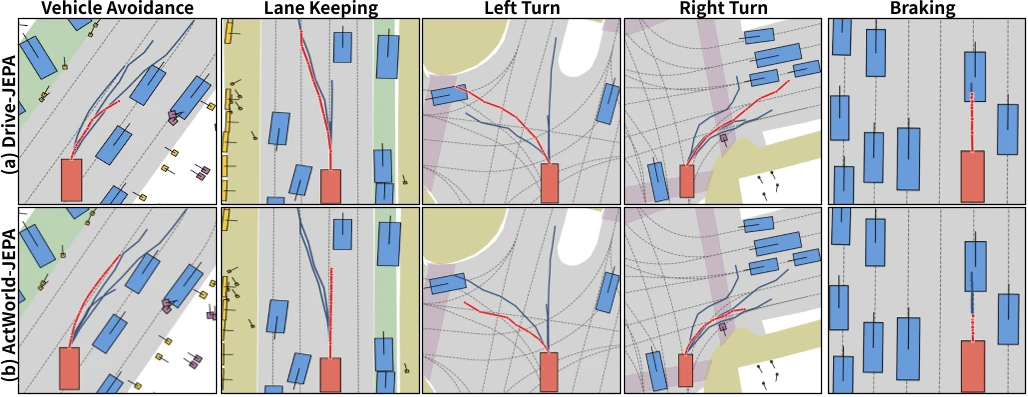 Vehicle Avoidance
Lane Keeping
Left Turn
Right Turn
Braking
(a) Drive-JEPA
(b) ActWorld-JEPA